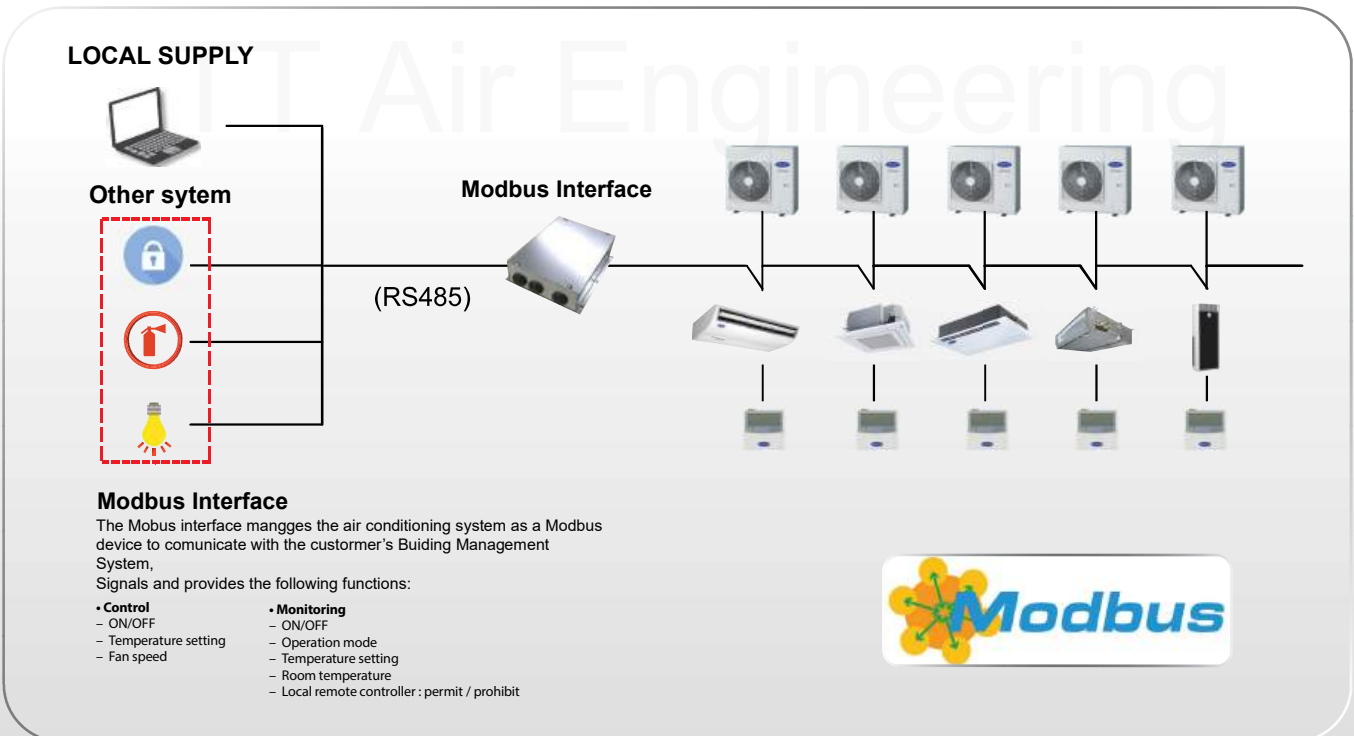 TT Air Engineering
LOCAL SUPPLY
Other sytem
Modbus Interface
(RS485)
Modbus Interface
The Mobus interface mangges the air conditioning system as a Modbus
device to comunicate with the custormer's Buiding Management
System,
Signals and provides the following functions:
• Control
– ON/OFF
– Temperature setting
– Fan speed
• Monitoring
– ON/OFF
– Operation mode
– Temperature setting
– Room temperature
– Local remote controller : permit / prohibit
Modbus